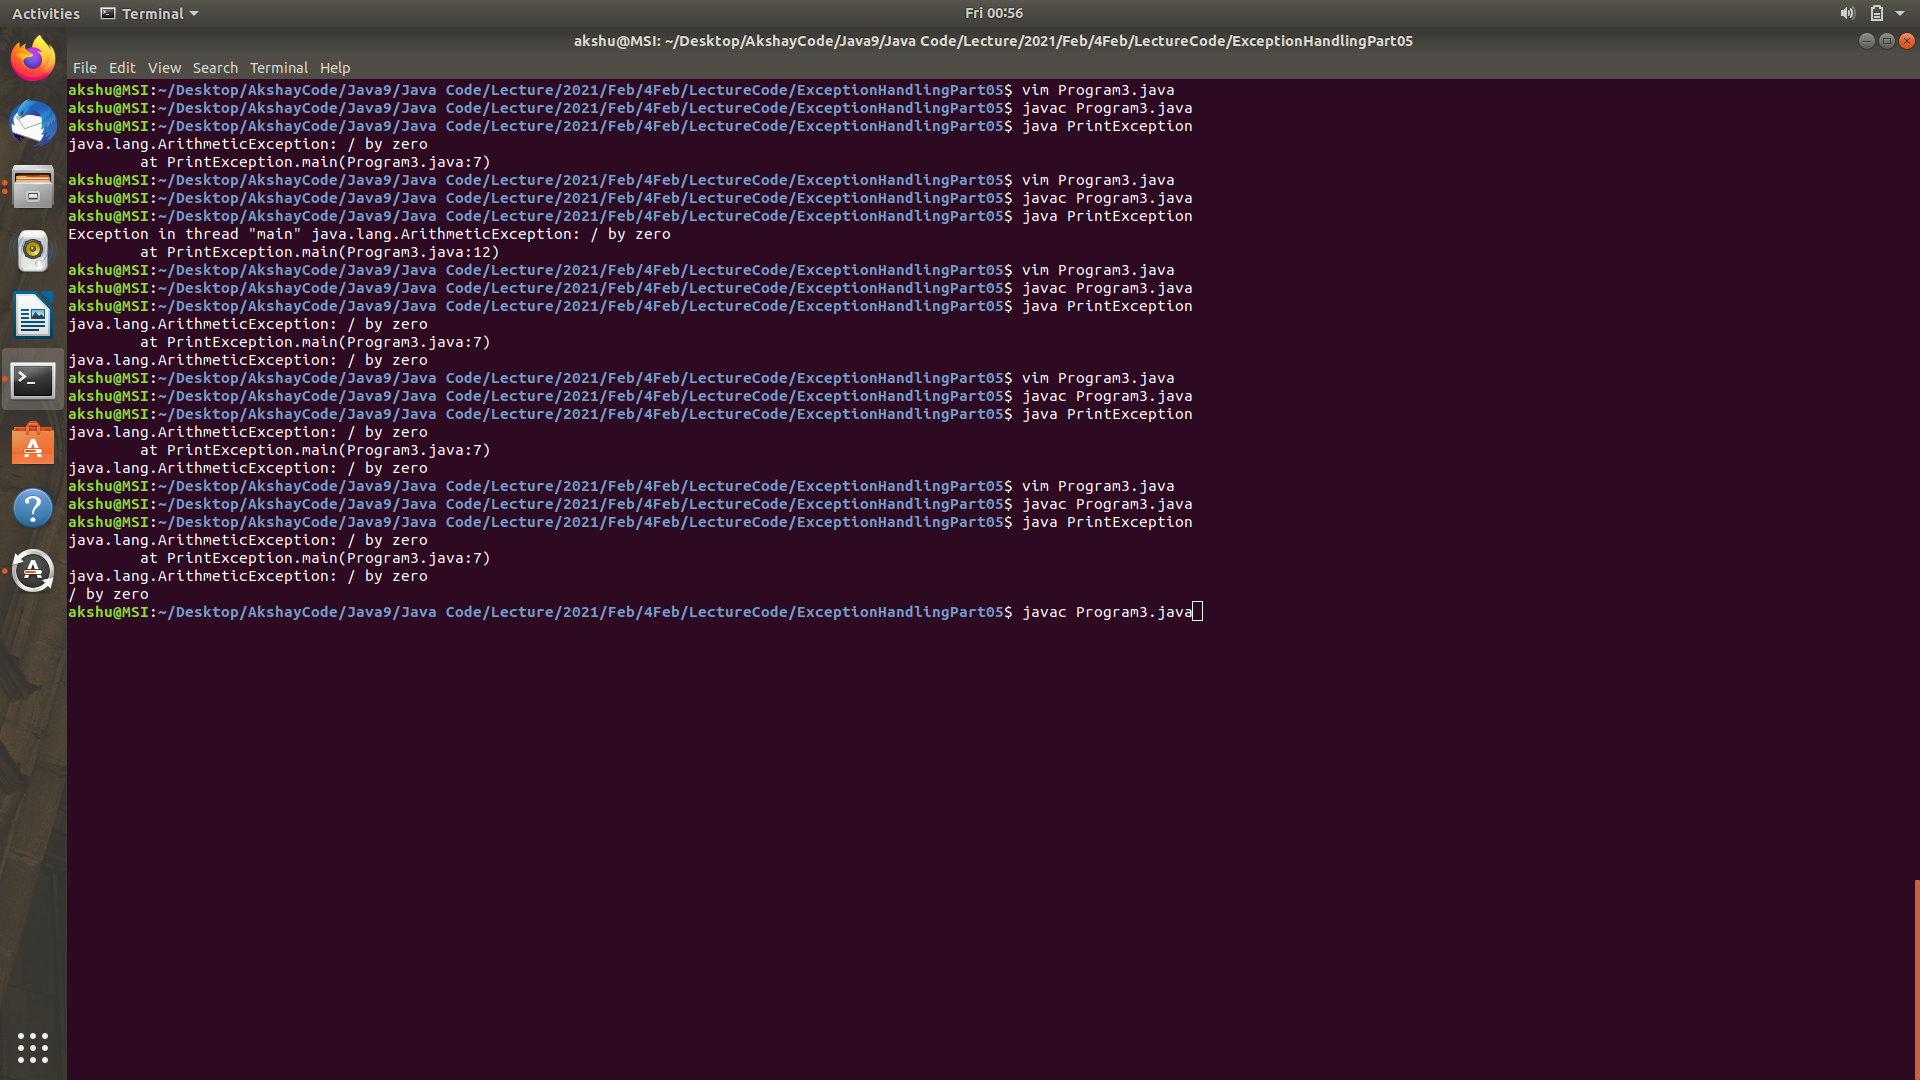 Activities Terminal Fri 00:56
akshu@MSI: ~/Desktop/AkshayCode/Java9/Java Code/Lecture/2021/Feb/4Feb/LectureCode/ExceptionHandlingPart05
File Edit View Search Terminal Help
akshu@MSI:~/Desktop/AkshayCode/Java9/Java Code/Lecture/2021/Feb/4Feb/LectureCode/ExceptionHandlingPart05$ vim Program3.java
akshu@MSI:~/Desktop/AkshayCode/Java9/Java Code/Lecture/2021/Feb/4Feb/LectureCode/ExceptionHandlingPart05$ javac Program3.java
akshu@MSI:~/Desktop/AkshayCode/Java9/Java Code/Lecture/2021/Feb/4Feb/LectureCode/ExceptionHandlingPart05$ java PrintException
java.lang.ArithmeticException: / by zero
        at PrintException.main(Program3.java:7)
akshu@MSI:~/Desktop/AkshayCode/Java9/Java Code/Lecture/2021/Feb/4Feb/LectureCode/ExceptionHandlingPart05$ vim Program3.java
akshu@MSI:~/Desktop/AkshayCode/Java9/Java Code/Lecture/2021/Feb/4Feb/LectureCode/ExceptionHandlingPart05$ javac Program3.java
akshu@MSI:~/Desktop/AkshayCode/Java9/Java Code/Lecture/2021/Feb/4Feb/LectureCode/ExceptionHandlingPart05$ java PrintException
Exception in thread "main" java.lang.ArithmeticException: / by zero
        at PrintException.main(Program3.java:12)
akshu@MSI:~/Desktop/AkshayCode/Java9/Java Code/Lecture/2021/Feb/4Feb/LectureCode/ExceptionHandlingPart05$ vim Program3.java
akshu@MSI:~/Desktop/AkshayCode/Java9/Java Code/Lecture/2021/Feb/4Feb/LectureCode/ExceptionHandlingPart05$ javac Program3.java
akshu@MSI:~/Desktop/AkshayCode/Java9/Java Code/Lecture/2021/Feb/4Feb/LectureCode/ExceptionHandlingPart05$ java PrintException
java.lang.ArithmeticException: / by zero
        at PrintException.main(Program3.java:7)
java.lang.ArithmeticException: / by zero
akshu@MSI:~/Desktop/AkshayCode/Java9/Java Code/Lecture/2021/Feb/4Feb/LectureCode/ExceptionHandlingPart05$ vim Program3.java
akshu@MSI:~/Desktop/AkshayCode/Java9/Java Code/Lecture/2021/Feb/4Feb/LectureCode/ExceptionHandlingPart05$ javac Program3.java
akshu@MSI:~/Desktop/AkshayCode/Java9/Java Code/Lecture/2021/Feb/4Feb/LectureCode/ExceptionHandlingPart05$ java PrintException
java.lang.ArithmeticException: / by zero
        at PrintException.main(Program3.java:7)
java.lang.ArithmeticException: / by zero
akshu@MSI:~/Desktop/AkshayCode/Java9/Java Code/Lecture/2021/Feb/4Feb/LectureCode/ExceptionHandlingPart05$ vim Program3.java
akshu@MSI:~/Desktop/AkshayCode/Java9/Java Code/Lecture/2021/Feb/4Feb/LectureCode/ExceptionHandlingPart05$ javac Program3.java
akshu@MSI:~/Desktop/AkshayCode/Java9/Java Code/Lecture/2021/Feb/4Feb/LectureCode/ExceptionHandlingPart05$ java PrintException
java.lang.ArithmeticException: / by zero
        at PrintException.main(Program3.java:7)
java.lang.ArithmeticException: / by zero
/ by zero
akshu@MSI:~/Desktop/AkshayCode/Java9/Java Code/Lecture/2021/Feb/4Feb/LectureCode/ExceptionHandlingPart05$ javac Program3.java